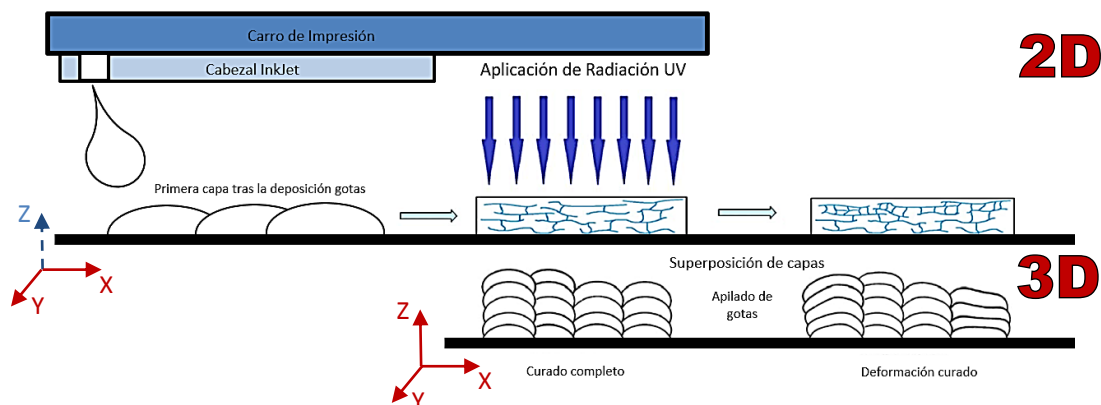 Carro de Impresión
2D
Cabezal InkJet
Aplicación de Radiación UV
Primera capa tras la deposición gotas
Z
X
Y
Superposición de capas
3D
Apilado de
gotas
Z
X
Y
Curado completo
Deformación curado